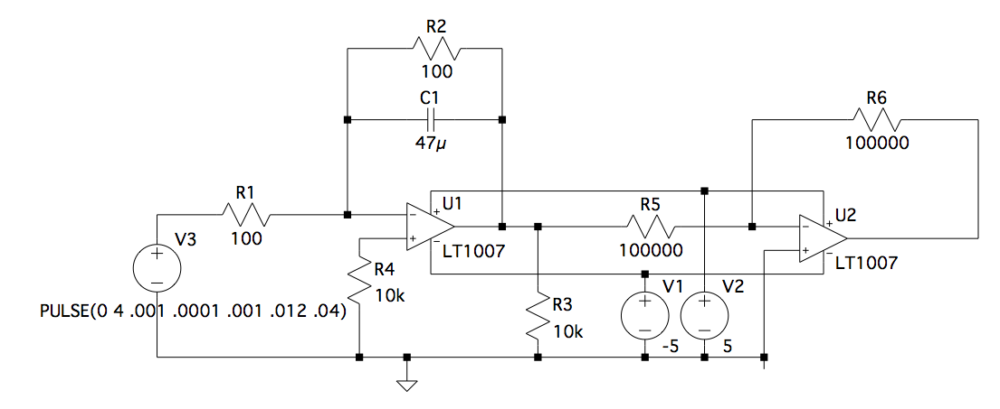 R2
100
C1
47µ
R6
100000
R1
100
U1
R5
100000
U2
V3
LT1007
LT1007
R4
10k
V1
V2
PULSE(0 4 .001 .0001 .001 .012 .04)
R3
10k
-5
5